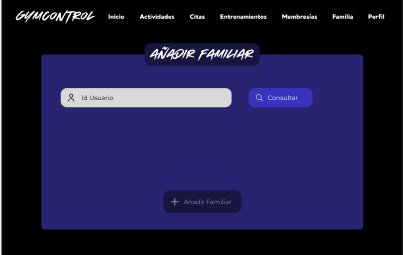 GYMCONTROL Inicio Actividades Citas Entrenamientos Membresías Familia Perfil
AÑADIR FAMILIAR
Id Usuario Consultar
Añadir Familiar